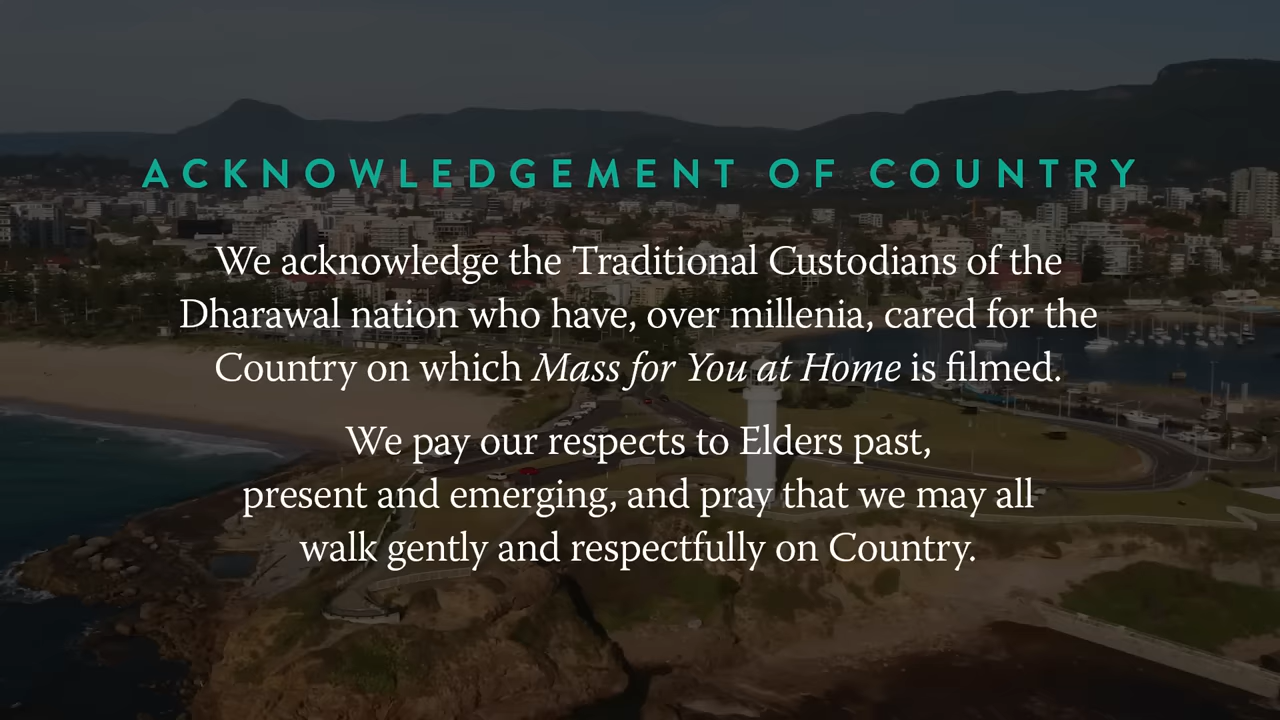 ACKNOWLEDGEMENT OF COUNTRY
We acknowledge the Traditional Custodians of the
Dharawal nation who have, over millenia, cared for the
Country on which Mass for You at Home is filmed.
We pay our respects to Elders past,
present and emerging, and pray that we may all
walk gently and respectfully on Country.